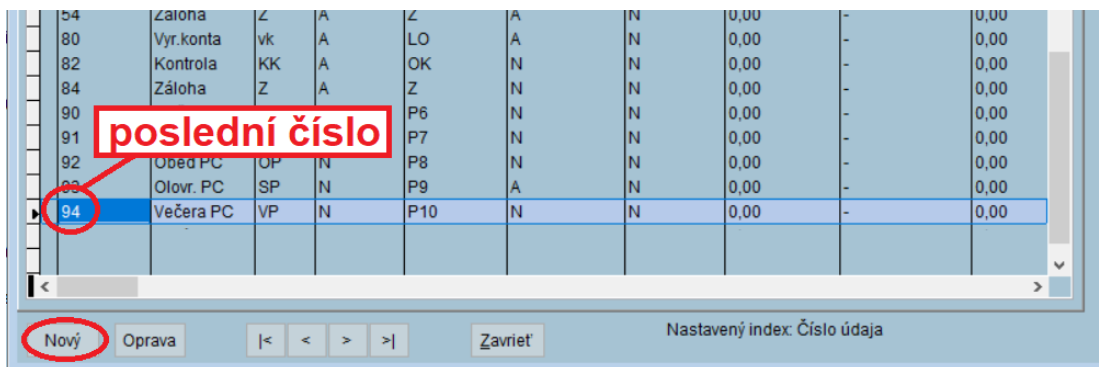 54 Záloha Z A Z A N 0,00 - 0,00
80 Vyr.konta vk A LO A N 0,00 - 0,00
82 Kontrola KK A OK N N 0,00 - 0,00
84 Záloha Z A Z N N 0,00 - 0,00
90 P6 N N 0,00 - 0,00
91 P7 N N 0,00 - 0,00
poslední číslo
92 Obed PC OP N P8 N N 0,00 - 0,00
93 Olovr. PC SP N P9 A N 0,00 - 0,00
94 Večera PC VP N P10 N N 0,00 - 0,00
< >
Nový Oprava |< < > >| Zavrieť Nastavený index: Číslo údaja